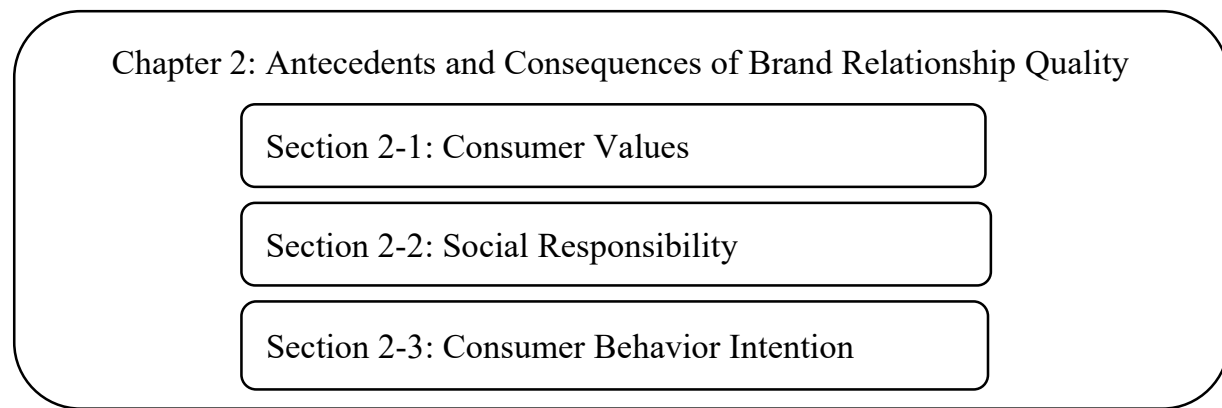 Chapter 2: Antecedents and Consequences of Brand Relationship Quality
Section 2-1: Consumer Values
Section 2-2: Social Responsibility
Section 2-3: Consumer Behavior Intention